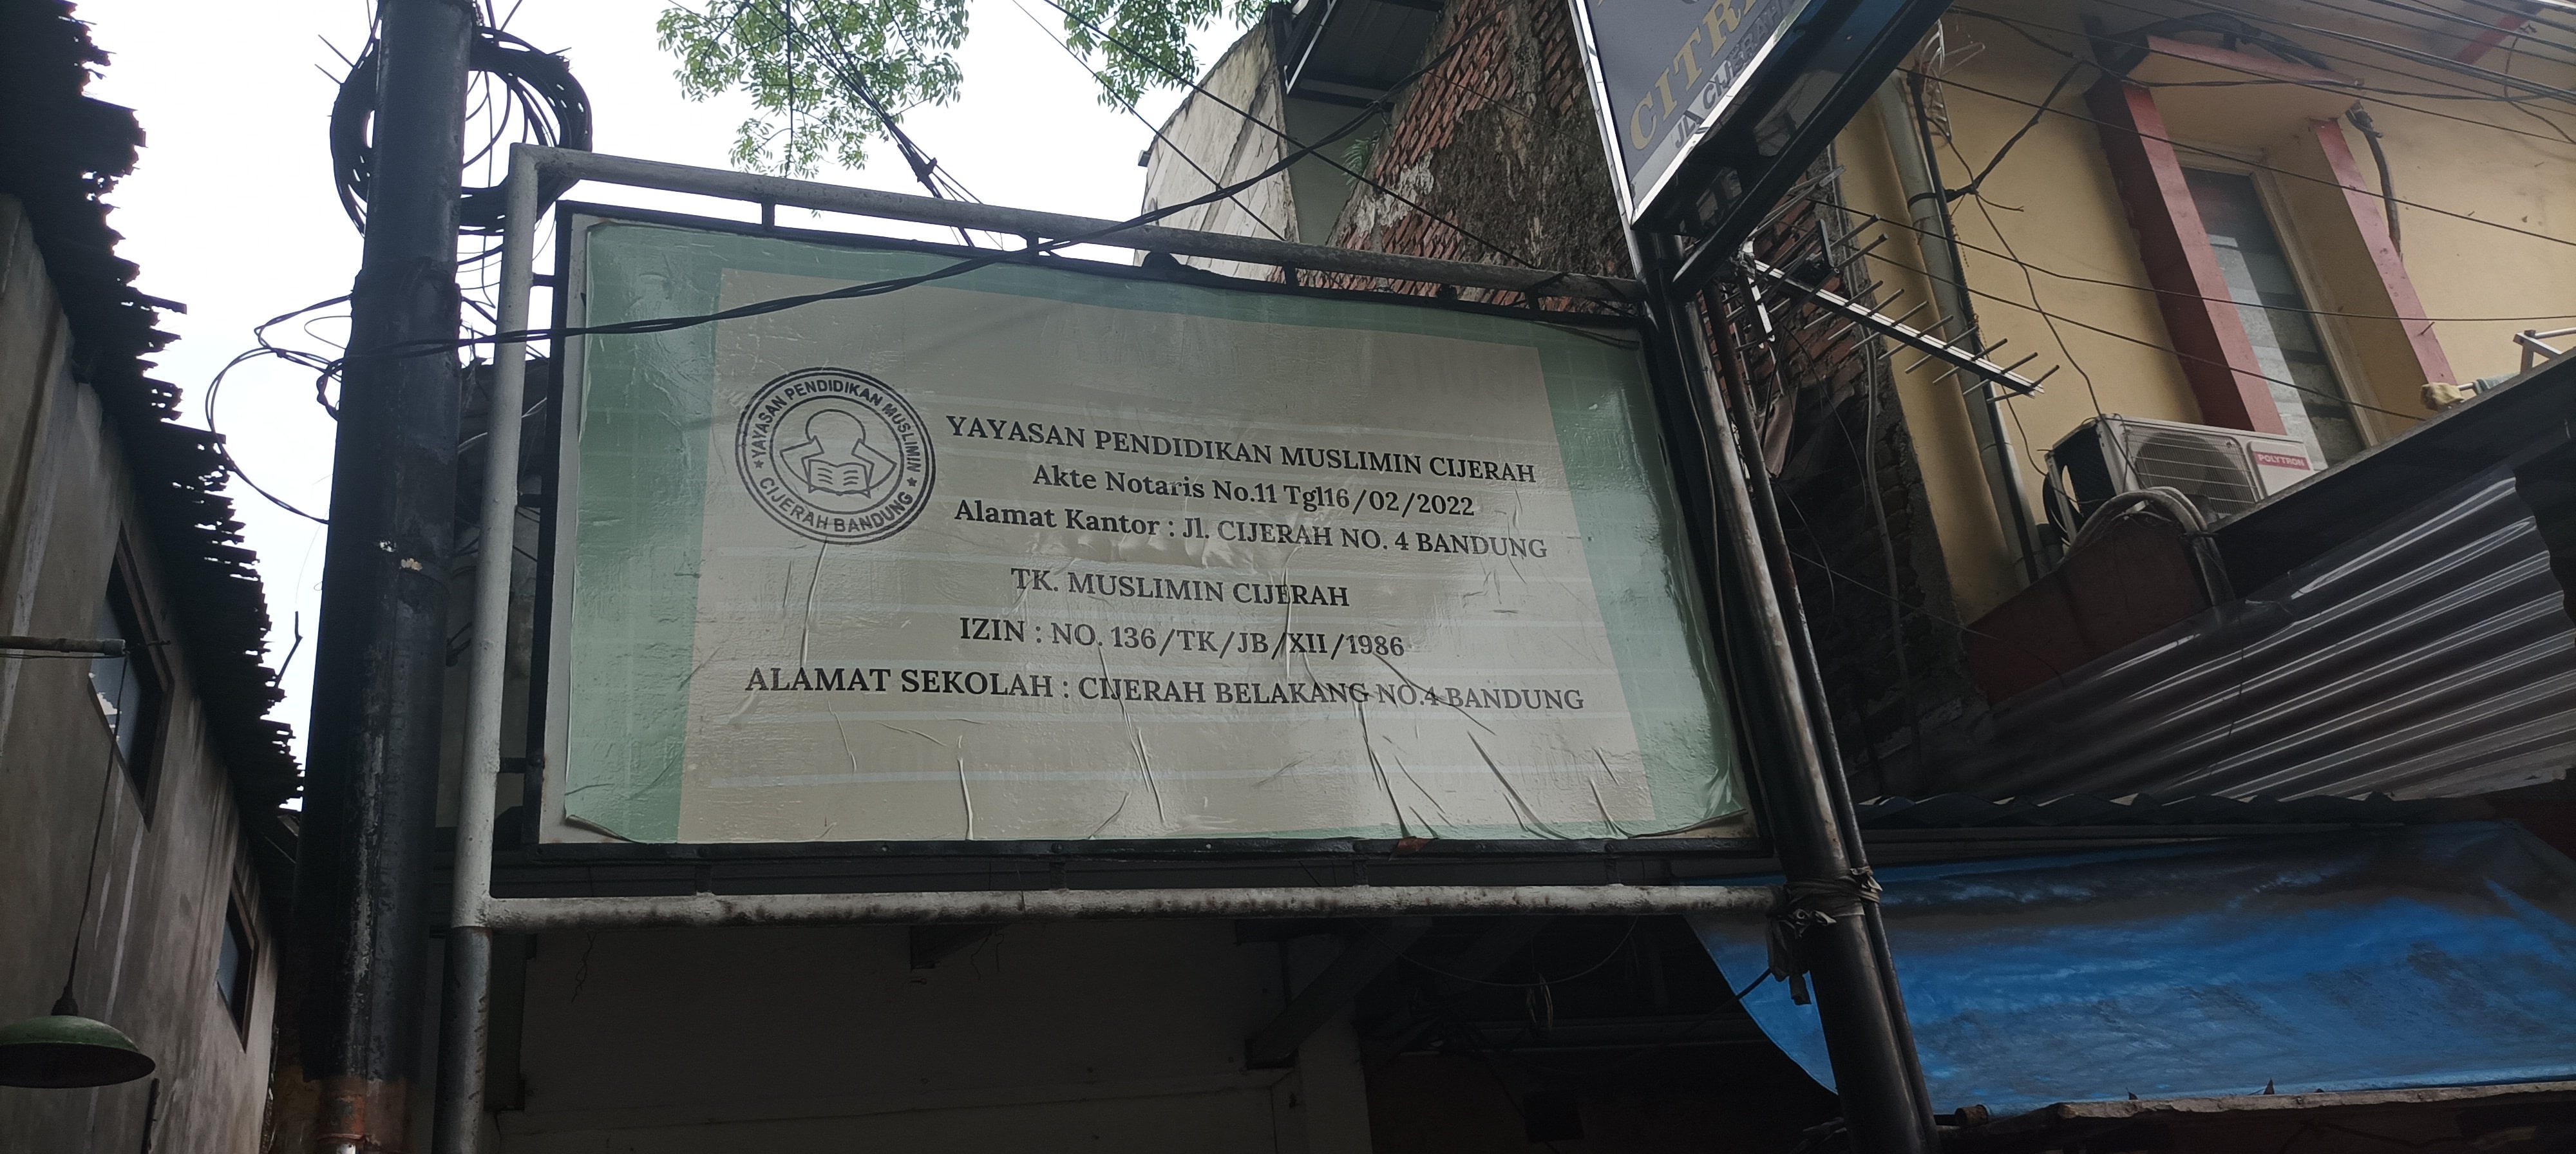 YAYASAN PENDIDIKAN MUSLIMIN
* CIJERAH BANDUNG *
YAYASAN PENDIDIKAN MUSLIMIN CIJERAH
Akte Notaris No.11 Tgl16/02/2022
Alamat Kantor : Jl. CIJERAH NO. 4 BANDUNG
TK. MUSLIMIN CIJERAH
IZIN : NO. 136/TK/JB/XII/1986
ALAMAT SEKOLAH : CIJERAH BELAKANG NO.4 BANDUNG
JL. CIJERAH
POLYTRON